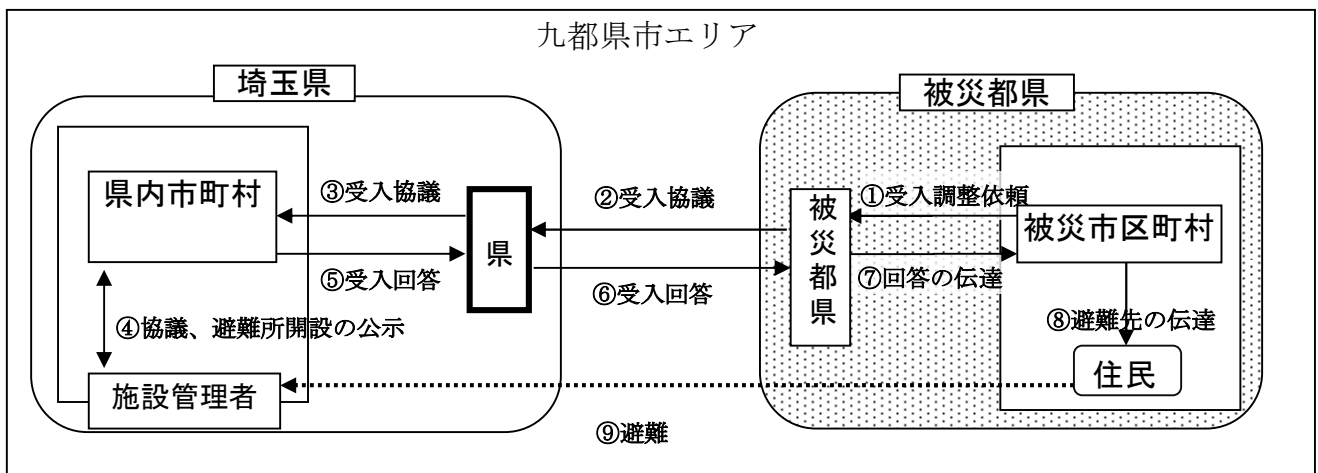 九都県市エリア
埼玉県
被災都県
県内市町村
③受入協議
②受入協議
①受入調整依頼
県
被災都県
被災市区町村
⑤受入回答
⑥受入回答
⑦回答の伝達
④協議、避難所開設の公示
⑧避難先の伝達
施設管理者
住民
⑨避難